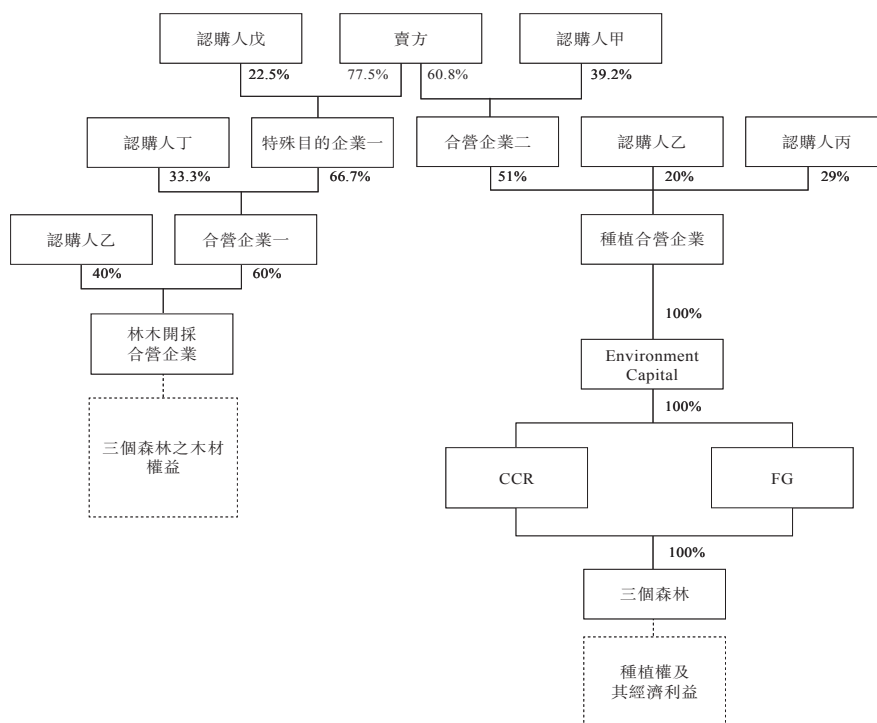 認購人戊
賣方
認購人甲
22.5%
77.5%
60.8%
39.2%
認購人丁
特殊目的企業一
合營企業二
認購人乙
認購人丙
33.3%
66.7%
51%
20%
29%
認購人乙
合營企業一
種植合營企業
40%
60%
100%
林木開採
合營企業
Environment
Capital
100%
三個森林之木材
權益
CCR
FG
100%
三個森林
種植權及
其經濟利益